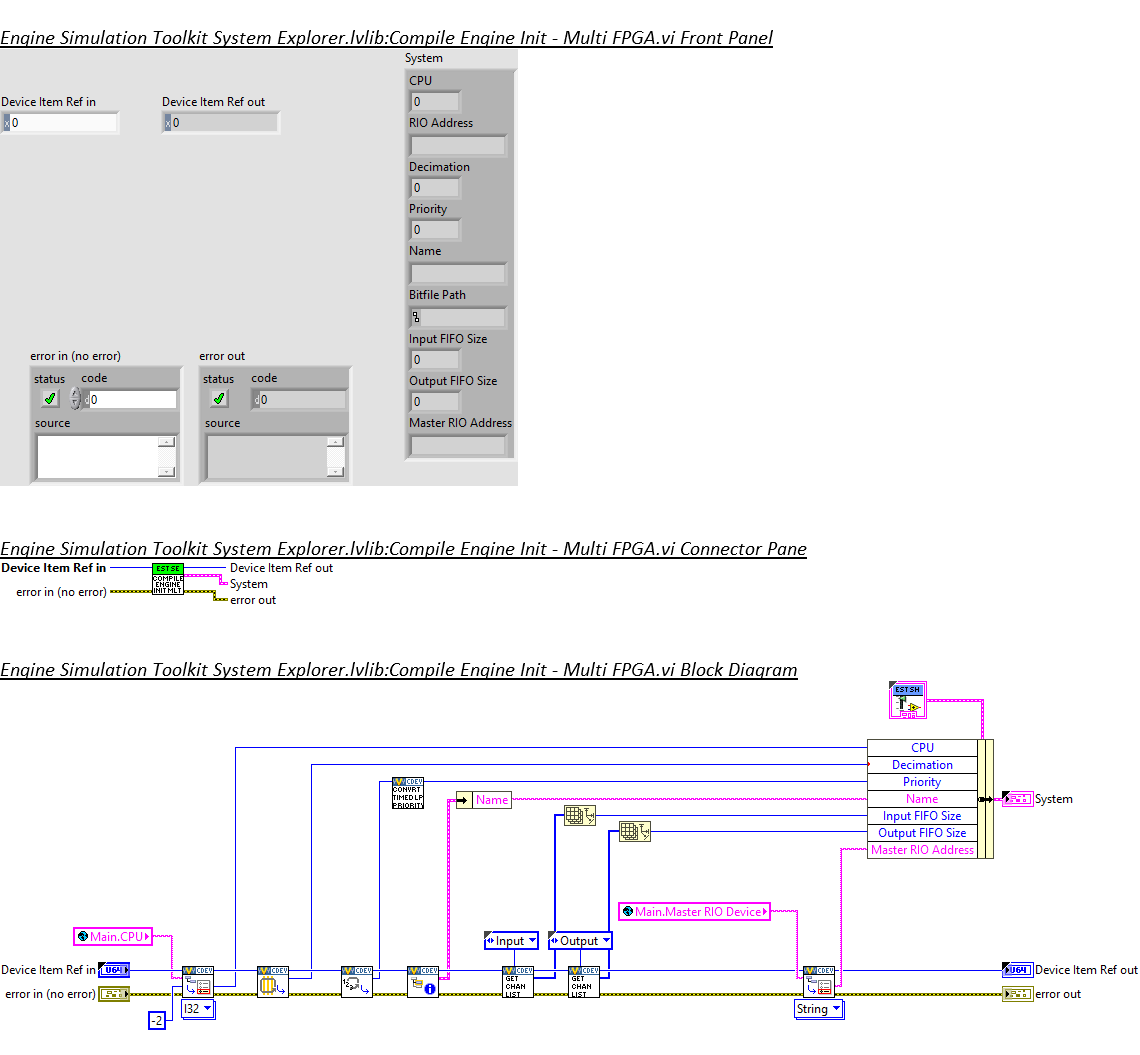 Engine Simulation Toolkit System Explorer.lvlib:Compile Engine Init - Multi FPGA.vi Front Panel
System
CPU
0
Device Item Ref in
Device Item Ref out
x 0
x 0
RIO Address
Decimation
0
Priority
0
Name
Bitfile Path
Input FIFO Size
0
Output FIFO Size
0
Master RIO Address
error in (no error)
error out
status
code
status
code
d 0
d 0
source
source
Engine Simulation Toolkit System Explorer.lvlib:Compile Engine Init - Multi FPGA.vi Connector Pane
Device Item Ref in
EST SE
COMPILE
ENGINE
INIT MLT
Device Item Ref out
System
error in (no error)
error out
Engine Simulation Toolkit System Explorer.lvlib:Compile Engine Init - Multi FPGA.vi Block Diagram
EST SH
CPU
Decimation
Priority
Name
Input FIFO Size
Output FIFO Size
Master RIO Address
System
CDEV
CONVRT
TIMED LP
PRIORITY
Name
Main.Master RIO Device
Main.CPU
Input
Output
Device Item Ref in
U64
CDEV
CDEV
CDEV
CDEV
CDEV
GET
CHAN
LIST
CDEV
GET
CHAN
LIST
CDEV
U64
Device Item Ref out
error in (no error)
error out
I32
String
-2